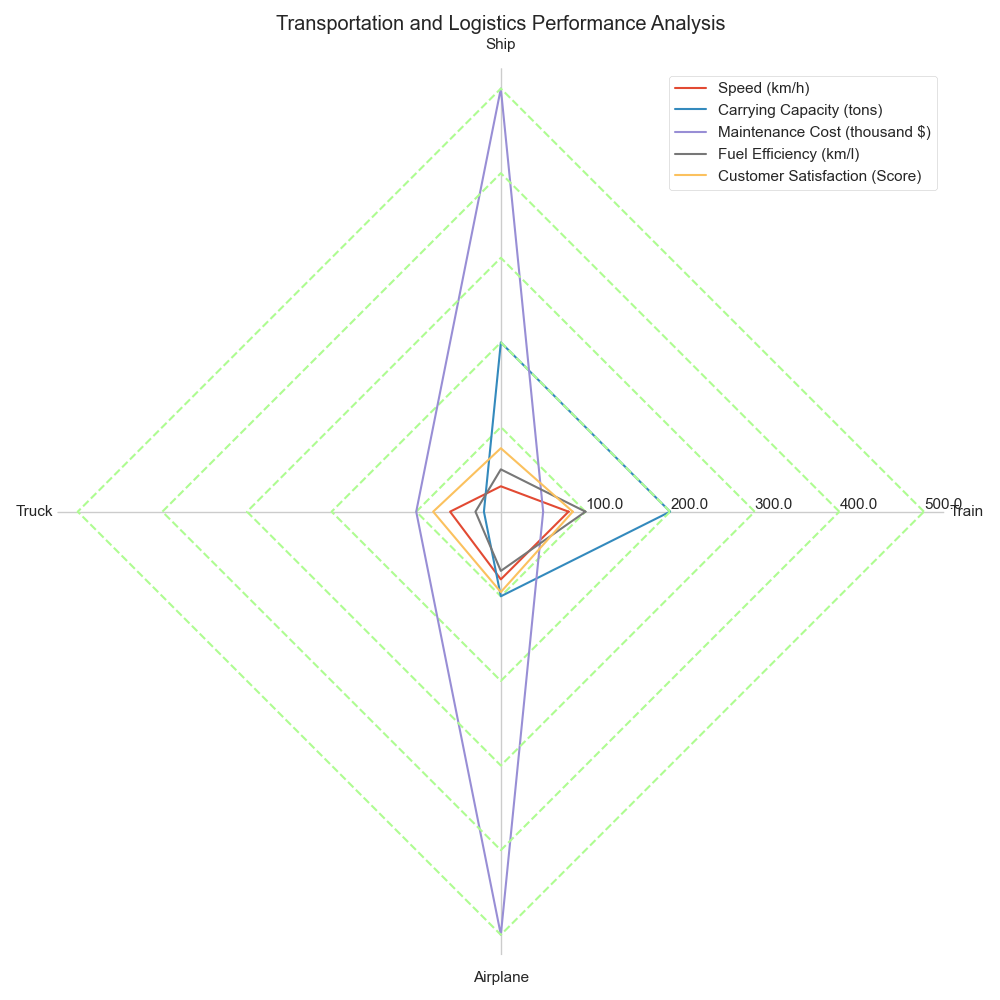 Transportation and Logistics Performance Analysis
Ship
Speed (km/h)
Carrying Capacity (tons)
Maintenance Cost (thousand $)
Fuel Efficiency (km/l)
Customer Satisfaction (Score)
Truck
100.0
200.0
300.0
400.0
500.0
Train
Airplane